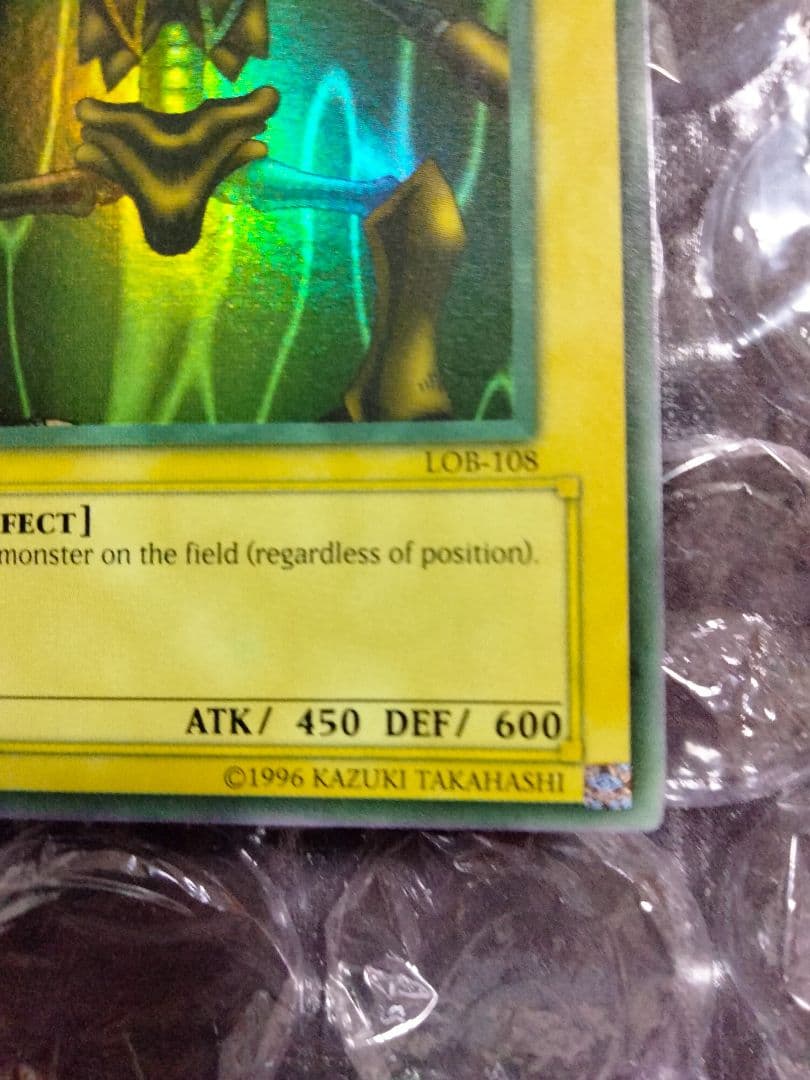 LOB-108
FECT]
monster on the field (regardless of position).
ATK/ 450 DEF/ 600
©1996 KAZUKI TAKAHASHI